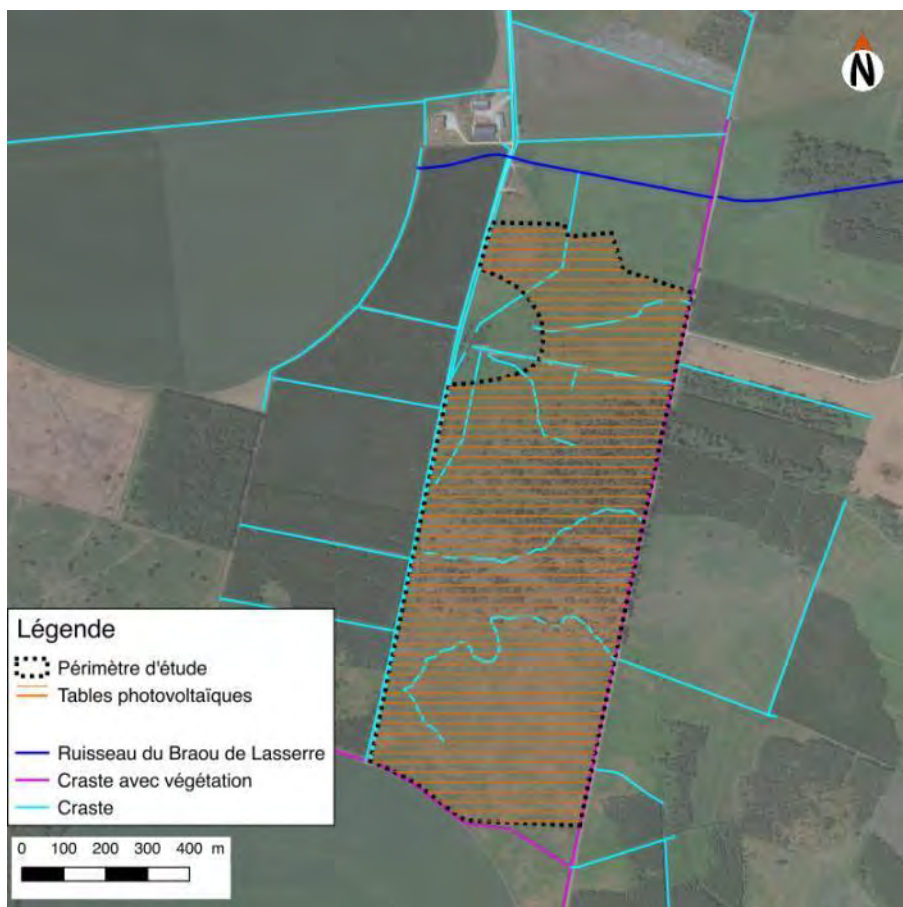 N
Légende
Périmètre d'étude
Tables photovoltaïques
Ruisseau du Braou de Lasserre
Craste avec végétation
Craste
0 100 200 300 400 m